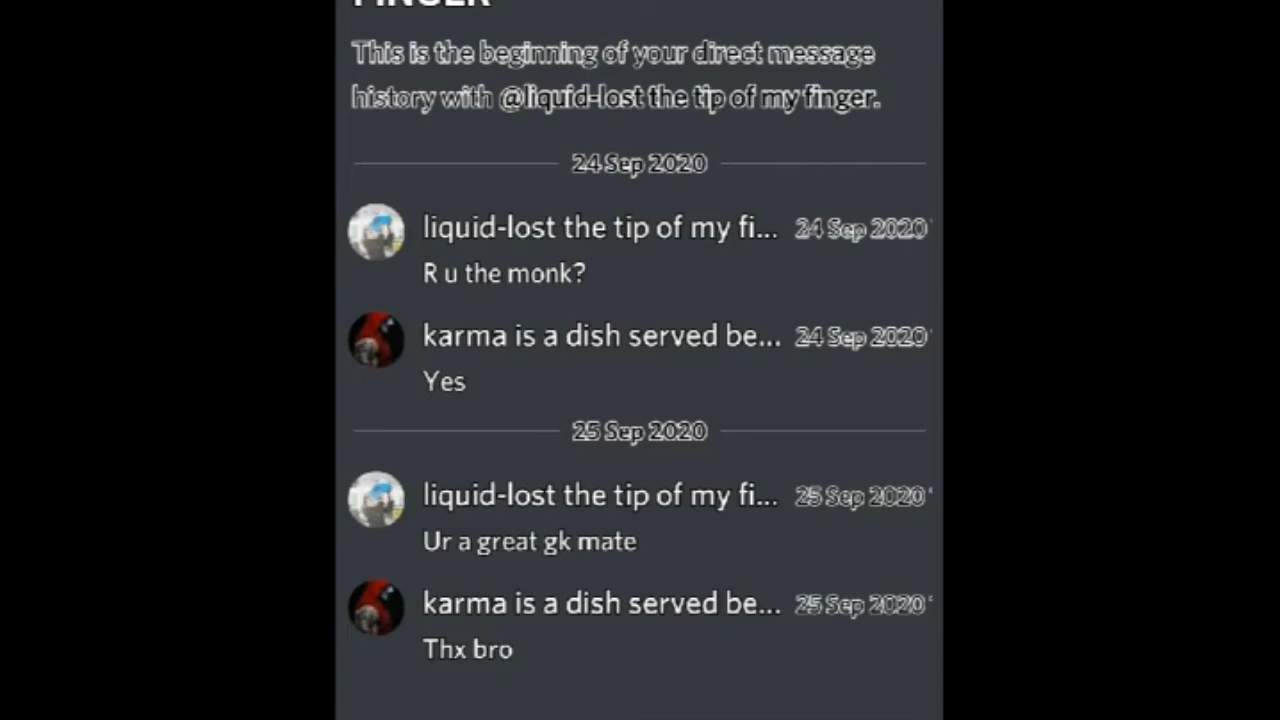 FINGER
This is the beginning of your direct message
history with @liquid-lost the tip of my finger.
24 Sep 2020
liquid-lost the tip of my fi... 24 Sep 2020
R u the monk?
karma is a dish served be... 24 Sep 2020
Yes
25 Sep 2020
liquid-lost the tip of my fi... 25 Sep 2020
Ur a great gk mate
karma is a dish served be... 25 Sep 2020
Thx bro